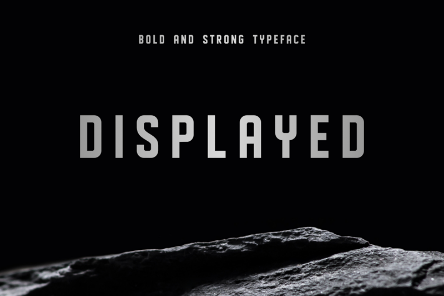 BOLD AND STRONG TYPEFACE
DISPLAYED